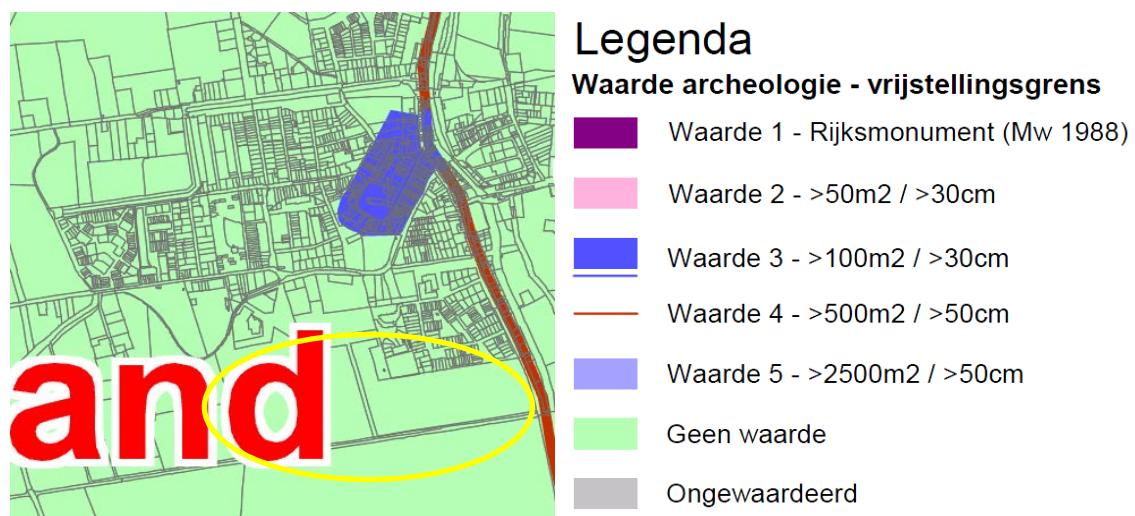 and
Legenda
Waarde archeologie - vrijstellingsgrens
Waarde 1 - Rijksmonument (Mw 1988)
Waarde 2 - >50m2 / >30cm
Waarde 3 - >100m2 / >30cm
Waarde 4 - >500m2 / >50cm
Waarde 5 - >2500m2 / >50cm
Geen waarde
Ongewaardeerd